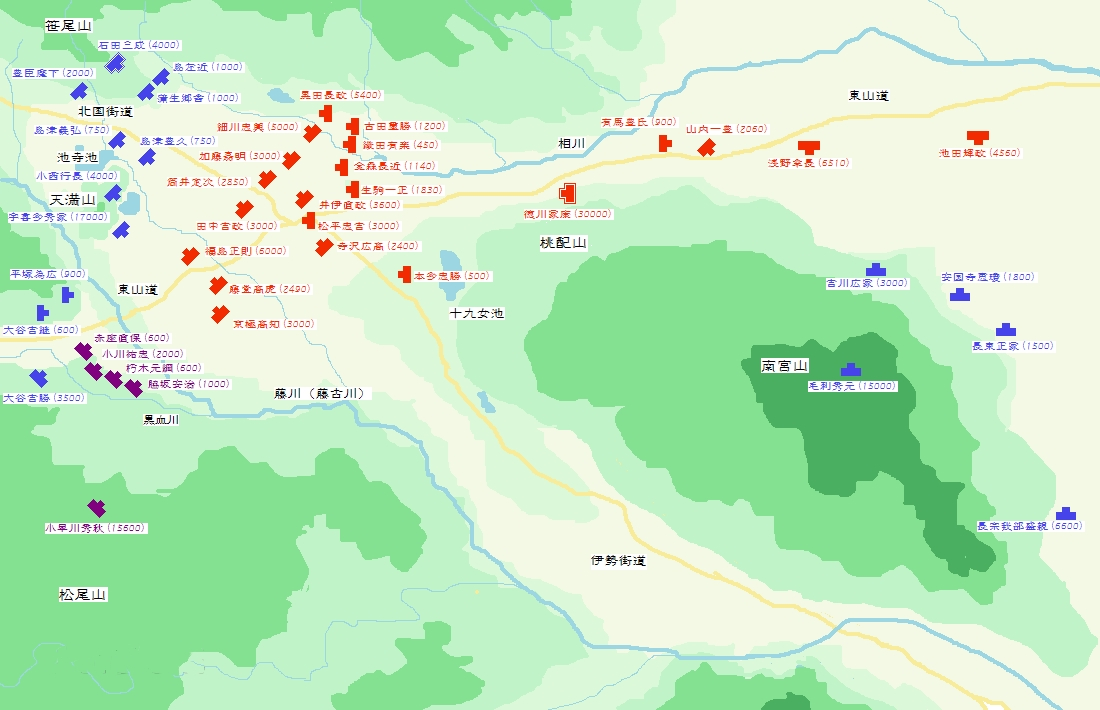 笹尾山
石田三成 (4000)
島左近 (1000)
豊臣麾下 (2000)
蒲生郷舎 (1000)
北国街道
黒田長政 (5400)
細川忠興 (5000)
古田重勝 (1200)
織田有楽 (450)
島津義弘 (750)
島津豊久 (750)
加藤嘉明 (3000)
金森長近 (1140)
池寺池
小西行長 (4000)
筒井定次 (2850)
生駒一正 (1830)
天満山
宇喜多秀家 (17000)
井伊直政 (3600)
田中吉政 (3000)
松平忠吉 (3000)
寺沢広高 (2400)
福島正則 (6000)
平塚為広 (900)
本多忠勝 (500)
東山道
藤堂高虎 (2490)
京極高知 (3000)
大谷吉継 (600)
赤座直保 (600)
小川祐忠 (2000)
朽木元綱 (600)
脇坂安治 (1000)
大谷吉勝 (3500)
黒血川
藤川（藤古川）
十九女池
相川
有馬豊氏 (900)
山内一豊 (2060)
東山道
浅野幸長 (6510)
池田輝政 (4560)
徳川家康 (30000)
桃配山
吉川広家 (3000)
安国寺恵瓊 (1800)
長束正家 (1500)
南宮山
毛利秀元 (15000)
長宗我部盛親 (6600)
小早川秀秋 (15600)
松尾山
伊勢街道